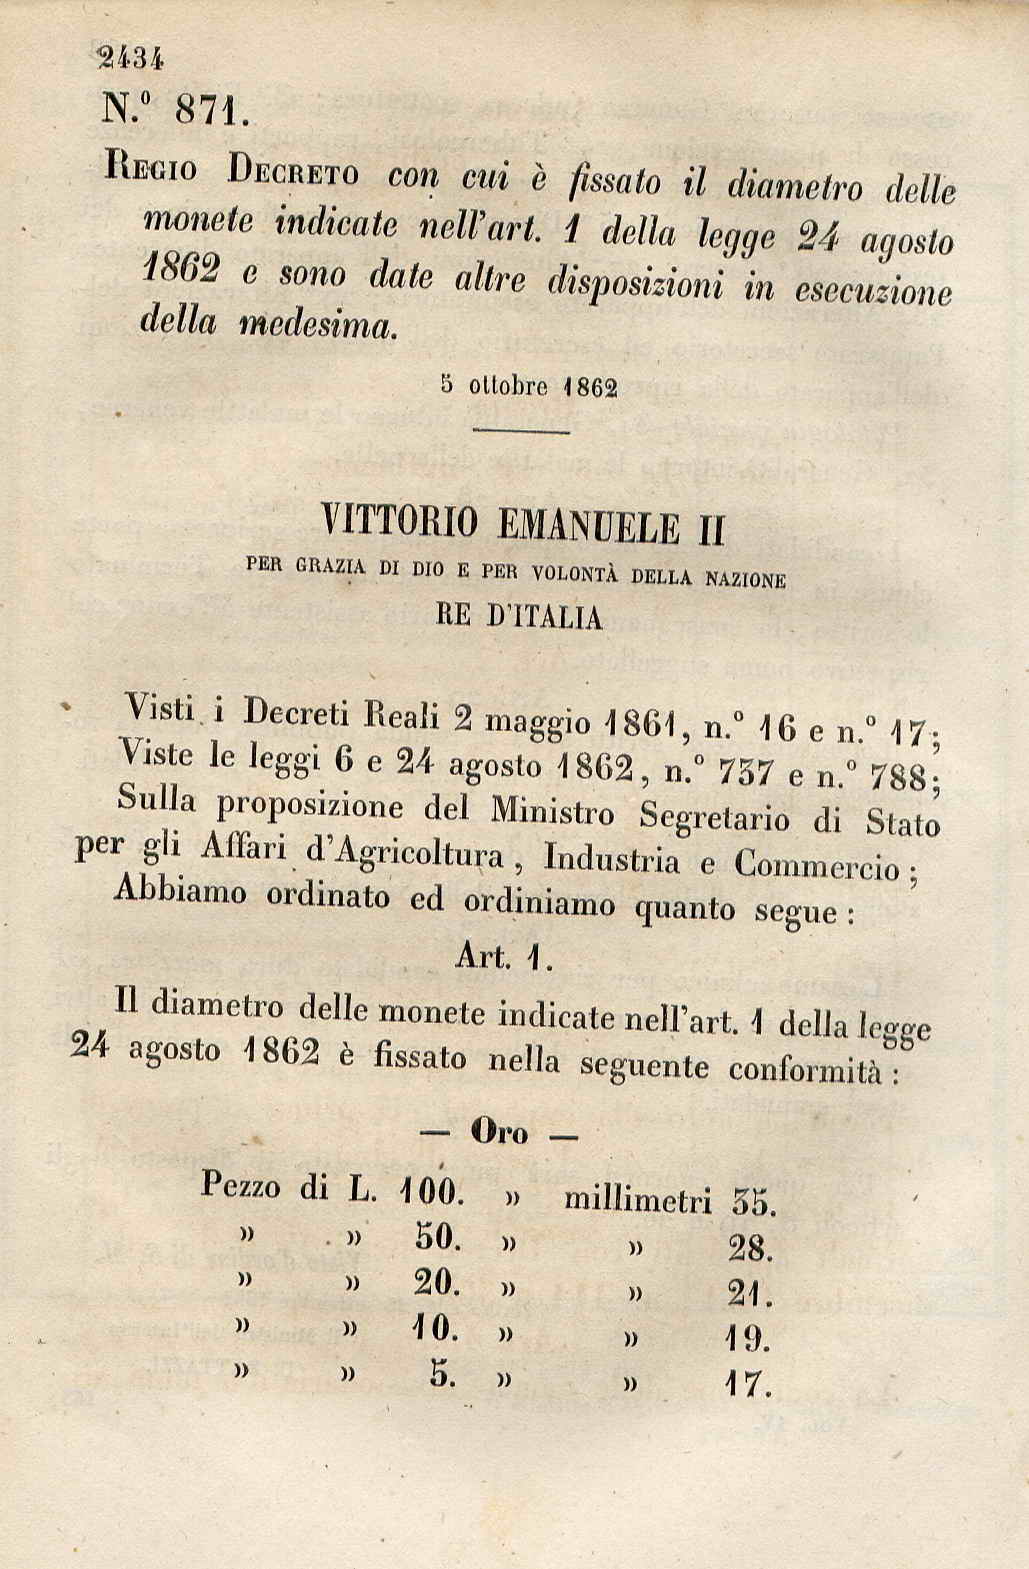 2434
N.º 871.
REGIO DECRETO con cui è fissato il diametro delle
monete indicate nell'art. 1 della legge 24 agosto
1862 e sono date altre disposizioni in esecuzione
della medesima.
5 ottobre 1862
VITTORIO EMANUELE II
PER GRAZIA DI DIO E PER VOLONTÀ DELLA NAZIONE
RE D'ITALIA
Visti i Decreti Reali 2 maggio 1861, n.º 16 e n.º 17;
Viste le leggi 6 e 24 agosto 1862, n.º 737 e n.º 788;
Sulla proposizione del Ministro Segretario di Stato
per gli Affari d'Agricoltura, Industria e Commercio;
Abbiamo ordinato ed ordiniamo quanto segue:
Art. 1.
Il diametro delle monete indicate nell'art. 1 della legge
24 agosto 1862 è fissato nella seguente conformità:
— Oro —
Pezzo di L. 100. » millimetri 35.
» » 50. » » 28.
» » 20. » » 21.
» » 10. » » 19.
» » 5. » » 17.